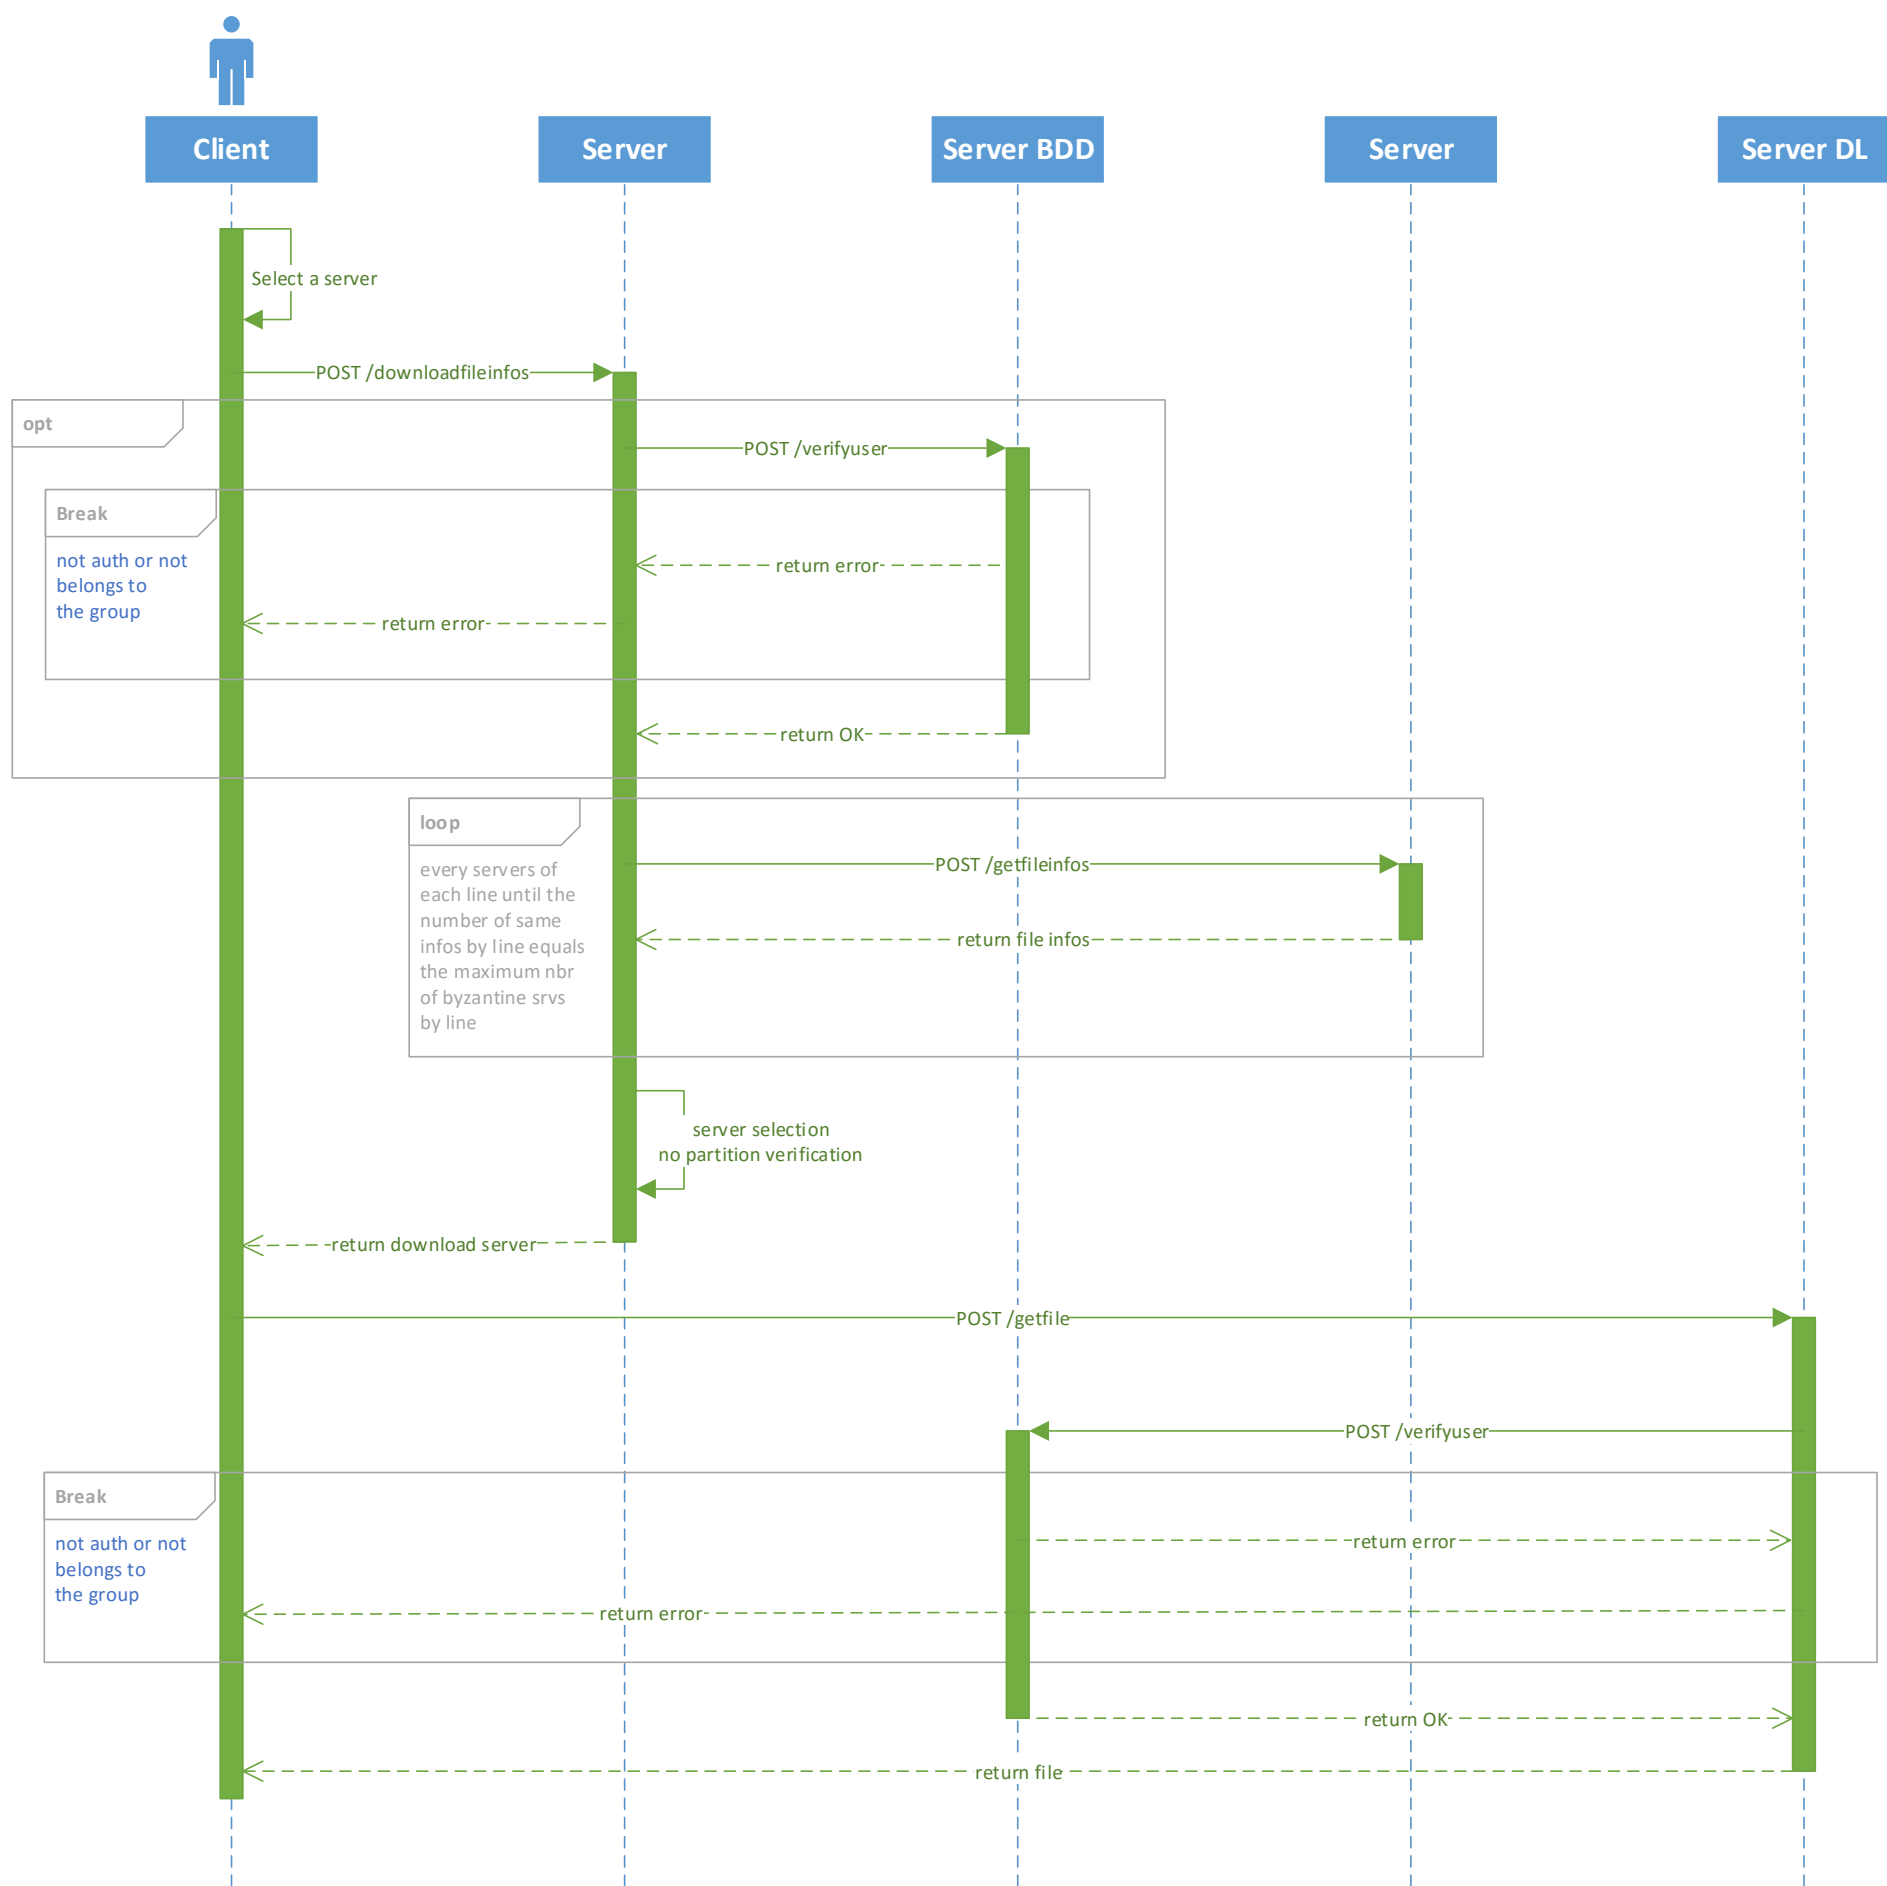 Client
Server
Server BDD
Server
Server DL
Select a server
POST /downloadfileinfos
opt
POST /verifyuser
Break
not auth or not
belongs to
the group
return error
return error
return OK
loop
every servers of
each line until the
number of same
infos by line equals
the maximum nbr
of byzantine srvs
by line
POST /getfileinfos
return file infos
server selection
no partition verification
return download server
POST /getfile
POST /verifyuser
Break
not auth or not
belongs to
the group
return error
return error
return OK
return file